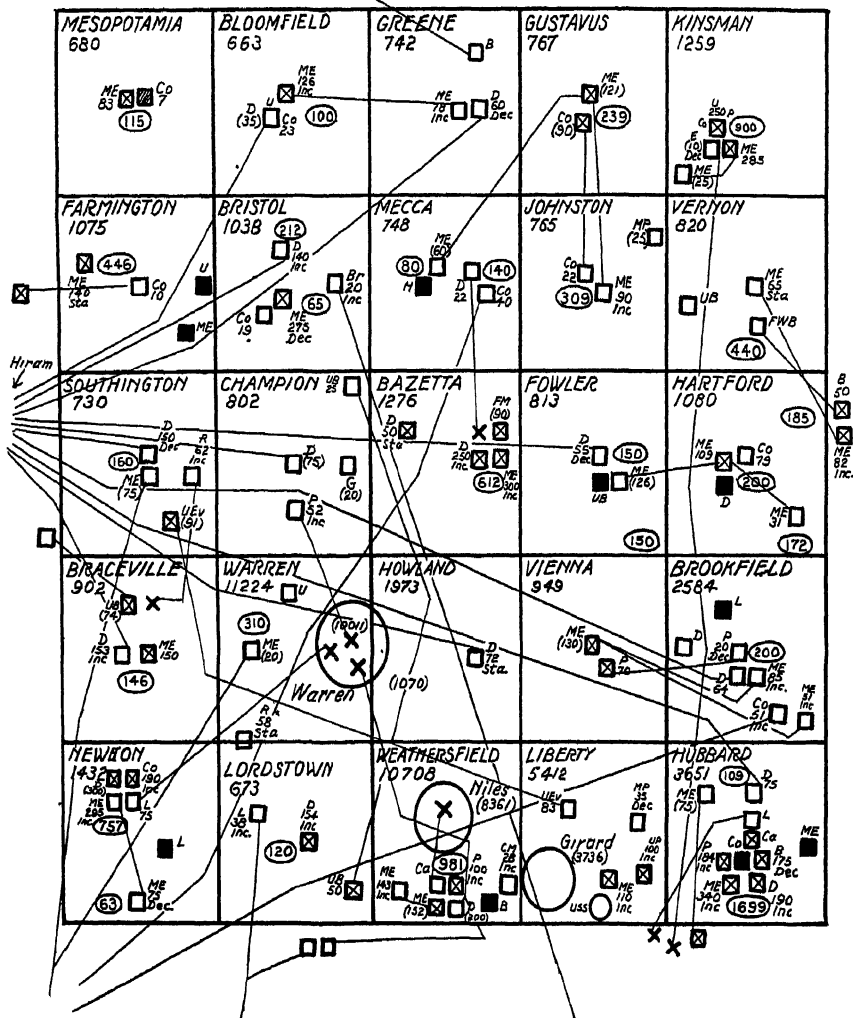 MESOPOTAMIA
680
ME
83
Co
7
115
BLOOMFIELD
663
ME
126
Inc
U
D
(35)
Co
23
100
GREENE
742
B
ME
78
Inc
D
60
Dec
GUSTAVUS
767
ME
(121)
Co
(90)
239
KINSMAN
1259
U
250 P
Co
900
E
(10)
Dec
ME
285
ME
(25)
FARMINGTON
1075
446
ME
140
Sta
Co
10
U
ME
BRISTOL
1038
212
D
140
Inc
Br
20
Inc
65
Co
19
ME
275
Dec
MECCA
748
ME
(60)
80
H
140
D
22
Co
40
JOHNSTON
765
MP
(25)
Co
22
309
ME
90
Inc
VERNON
820
ME
65
Sta
UB
FWB
440
Hiram
SOUTHINGTON
730
D
150
Dec
R
62
Inc
160
ME
(75)
UEv
(91)
CHAMPION
802
UB
25
D
(75)
G
(20)
P
52
Inc
BAZETTA
1276
D
50
Sta
FM
(90)
D
250
Inc
612
ME
300
Inc
FOWLER
813
D
55
Dec
150
UB
ME
(126)
150
HARTFORD
1080
185
B
50
ME
82
Inc.
ME
109
Co
79
200
D
ME
31
172
BRACEVILLE
902
UB
(74)
D
153
Inc
ME
150
146
WARREN
11224
U
310
ME
(20)
(10011)
Warren
R
58
Sta
HOWLAND
1973
D
72
Sta.
(1070)
VIENNA
949
ME
(130)
P
70
BROOKFIELD
2584
L
D
P
20
Dec
200
D
64
ME
85
Inc.
Co
51
Inc
ME
31
Inc
NEWTON
1432
P
(300)
Co
190
Inc
ME
295
Inc
L
75
757
L
63
ME
75
Dec.
LORDSTOWN
673
L
38
Inc.
D
154
Inc
120
UB
50
WEATHERSFIELD
10708
Niles
(8361)
981
Ca
P
100
Inc
CM
28
Inc
ME
143
Inc
ME
(152)
D
(200)
B
LIBERTY
5412
UEv
83
MP
35
Dec
Girard
(3736)
UP
100
Inc
ME
110
Inc
USS
HUBBARD
3651
109
D
75
ME
(75)
L
Ca
ME
P
184
Inc
Co
B
175
Dec
ME
340
Inc
D
190
Inc
1699